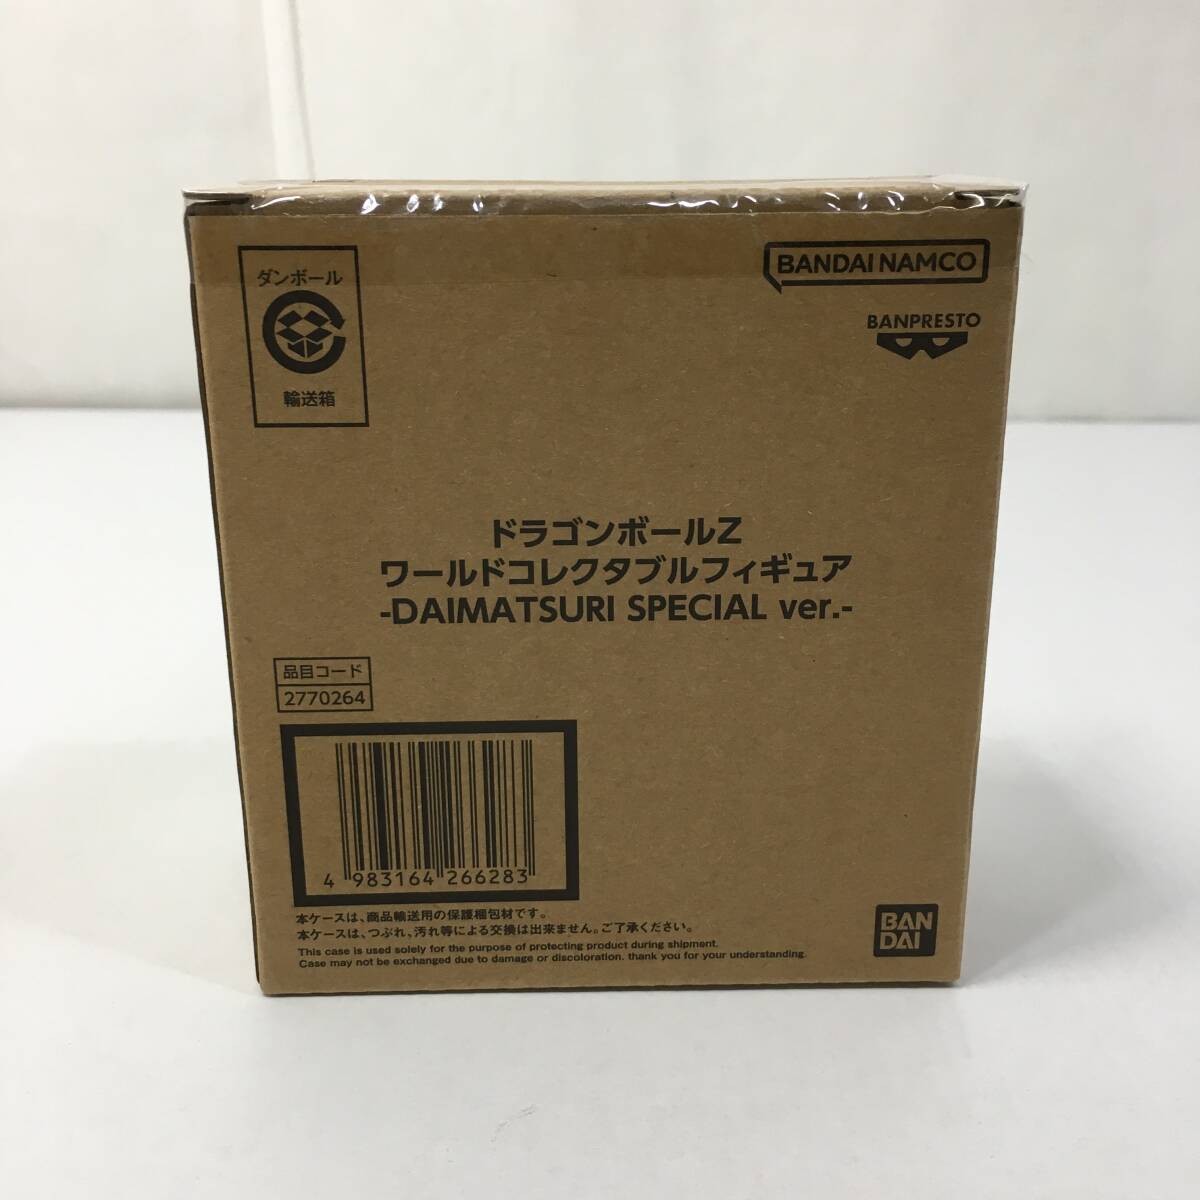 ダンボール
輸送箱
BANDAI NAMCO
BANPRESTO
ドラゴンボールZ
ワールドコレクタブルフィギュア
-DAIMATSURI SPECIAL ver.-
品目コード
2770264
4 983164 266283
本ケースは、商品輸送用の保護梱包材です。
本ケースは、つぶれ、汚れ等による交換は出来ません。ご了承ください。
This case is used solely for the purpose of protecting product during shipment.
Case may not be exchanged due to damage or discoloration. thank you for your understanding.
BAN
DAI